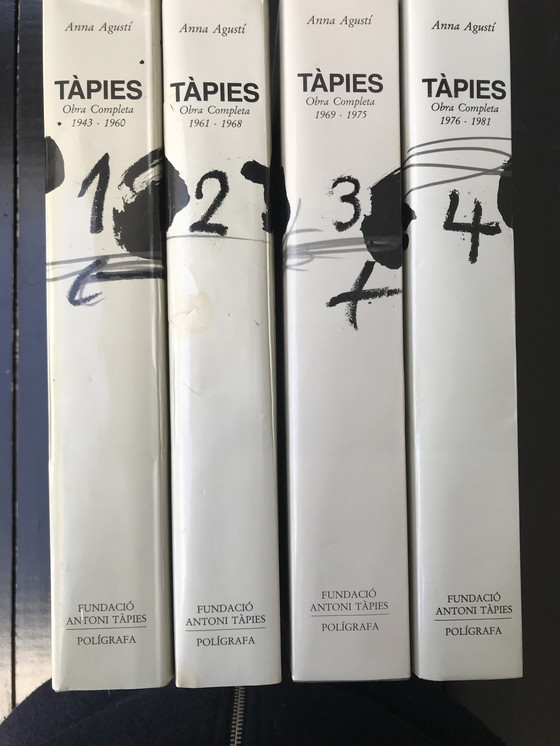 Anna Agustí
TÀPIES
Obra Completa
1943 - 1960
1
FUNDACIÓ
ANTONI TÀPIES
POLÍGRAFA
Anna Agustí
TÀPIES
Obra Completa
1961 - 1968
2
FUNDACIÓ
ANTONI TÀPIES
POLÍGRAFA
Anna Agustí
TÀPIES
Obra Completa
1969 - 1975
3
FUNDACIÓ
ANTONI TÀPIES
POLÍGRAFA
Anna Agustí
TÀPIES
Obra Completa
1976 - 1981
4
FUNDACIÓ
ANTONI TÀPIES
POLÍGRAFA